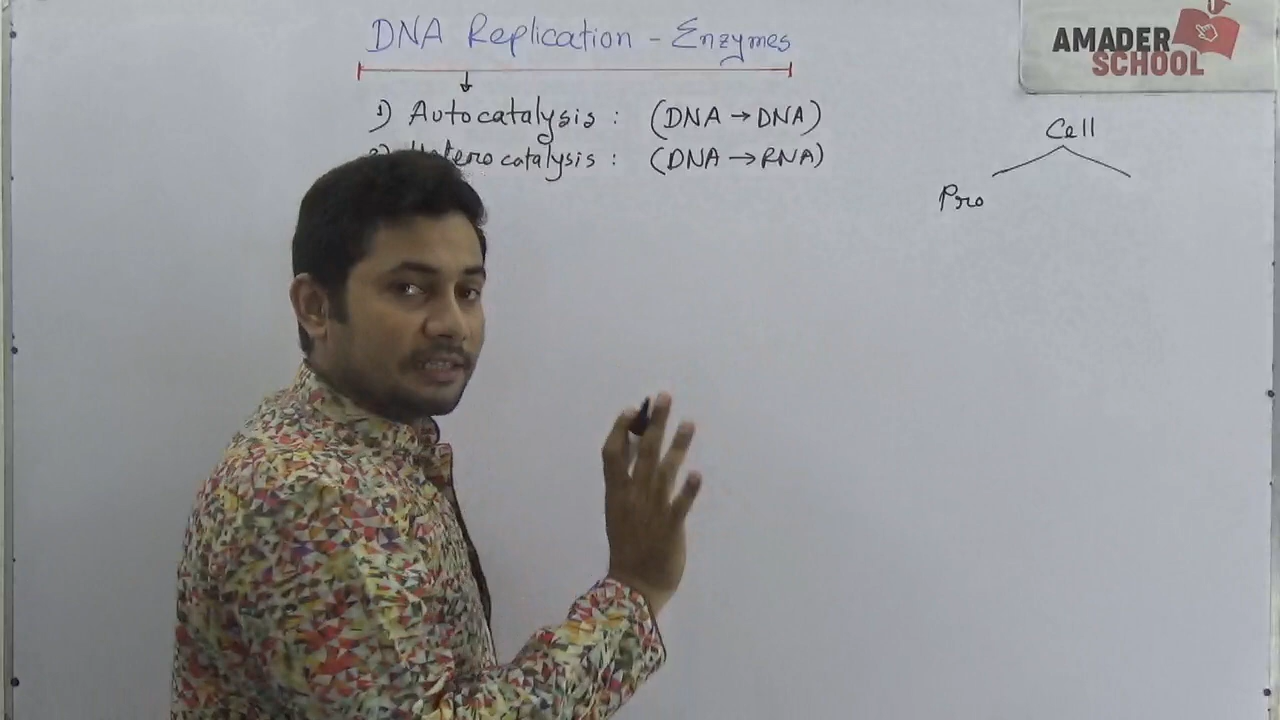 DNA Replication - Enzymes
1) Autocatalysis : (DNA → DNA)
catalysis : (DNA → RNA)
AMADER
SCHOOL
Cell
Pro